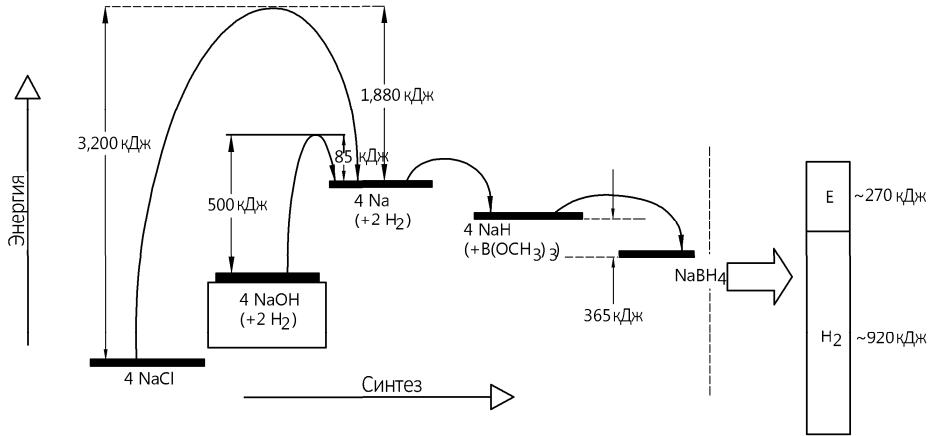 3,200 кДж
1,880 кДж
85 кДж
500 кДж
4 Na
(+2 H2)
4 NaH
(+B(OCH3)3)
4 NaOH
(+2 H2)
4 NaCl
365 кДж
NaBH4
E
~270 кДж
H2
~920 кДж
Энергия
Синтез